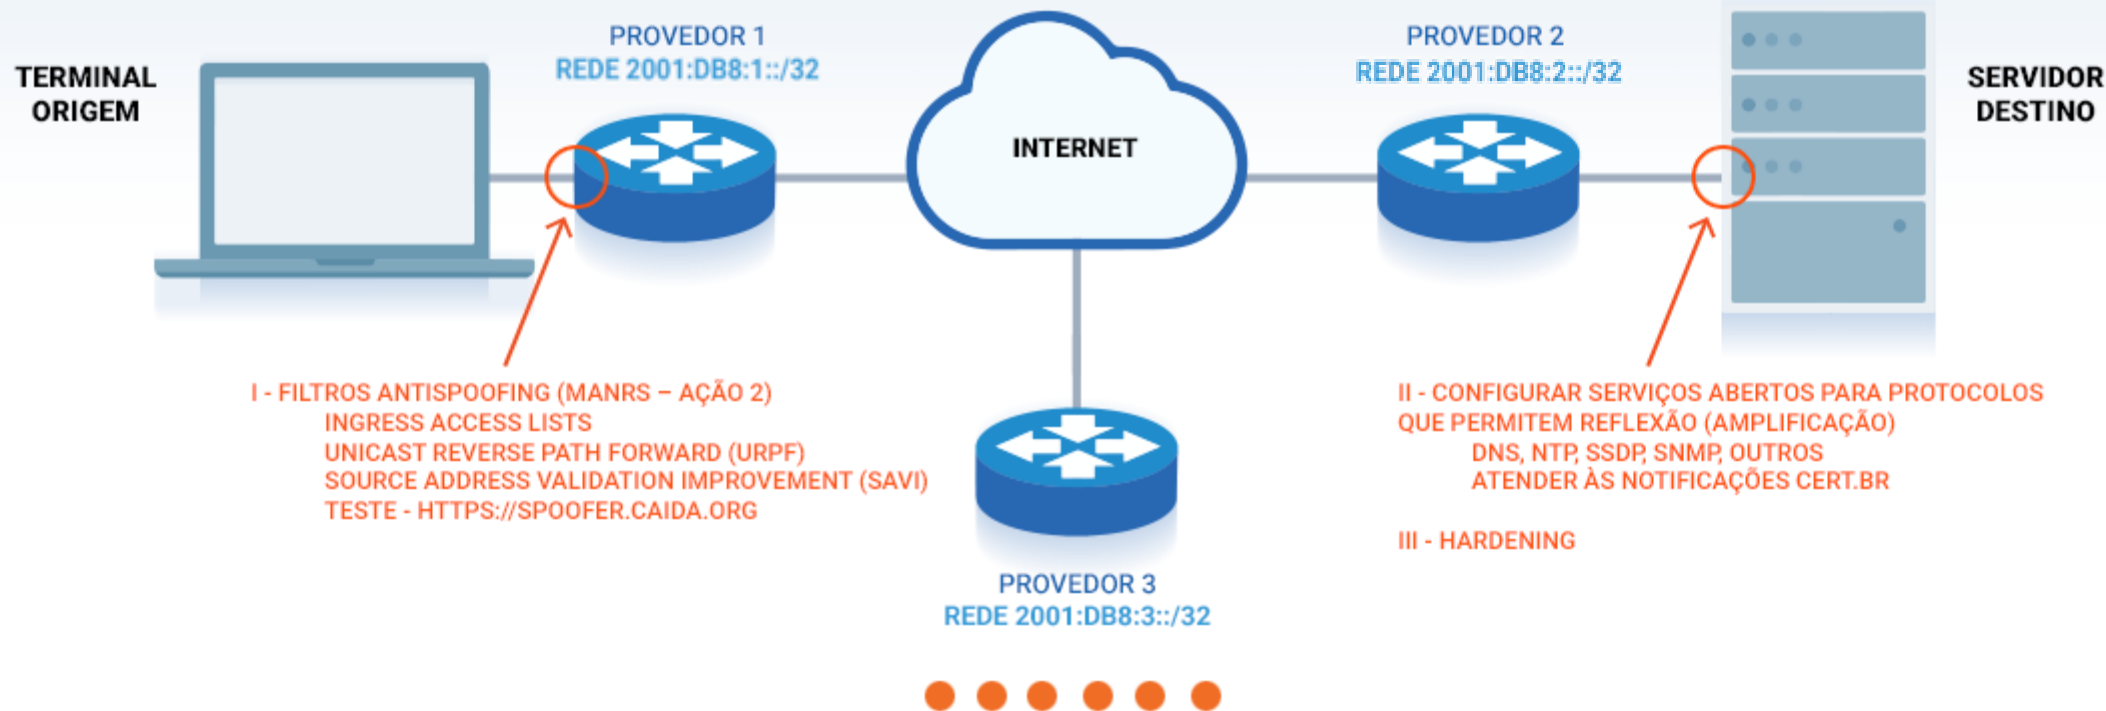 TERMINAL
ORIGEM
PROVEDOR 1
REDE 2001:DB8:1::/32
INTERNET
PROVEDOR 2
REDE 2001:DB8:2::/32
SERVIDOR
DESTINO
I - FILTROS ANTISPOOFING (MANRS – AÇÃO 2)
INGRESS ACCESS LISTS
UNICAST REVERSE PATH FORWARD (URPF)
SOURCE ADDRESS VALIDATION IMPROVEMENT (SAVI)
TESTE - HTTPS://SPOOFER.CAIDA.ORG
II - CONFIGURAR SERVIÇOS ABERTOS PARA PROTOCOLOS
QUE PERMITEM REFLEXÃO (AMPLIFICAÇÃO)
DNS, NTP, SSDP, SNMP, OUTROS
ATENDER ÀS NOTIFICAÇÕES CERT.BR
III - HARDENING
PROVEDOR 3
REDE 2001:DB8:3::/32